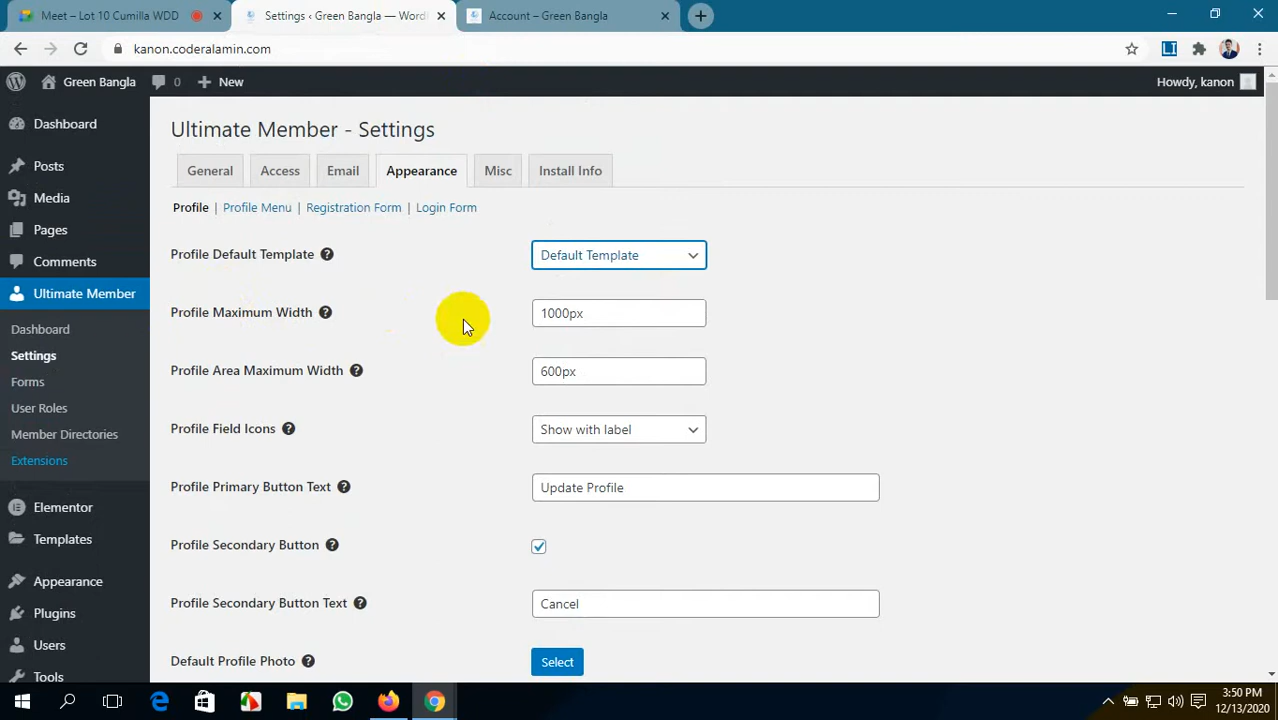 Meet – Lot 10 Cumilla WDD
Settings ‹ Green Bangla — Word
Account – Green Bangla
kanon.coderalamin.com
Green Bangla 0 New Howdy, kanon
Dashboard
Posts
Media
Pages
Comments
Ultimate Member
Dashboard
Settings
Forms
User Roles
Member Directories
Extensions
Elementor
Templates
Appearance
Plugins
Users
Tools
Ultimate Member - Settings
General Access Email Appearance Misc Install Info
Profile | Profile Menu | Registration Form | Login Form
Profile Default Template ? Default Template
Profile Maximum Width ? 1000px
Profile Area Maximum Width ? 600px
Profile Field Icons ? Show with label
Profile Primary Button Text ? Update Profile
Profile Secondary Button ?
Profile Secondary Button Text ? Cancel
Default Profile Photo ? Select
3:50 PM
12/13/2020